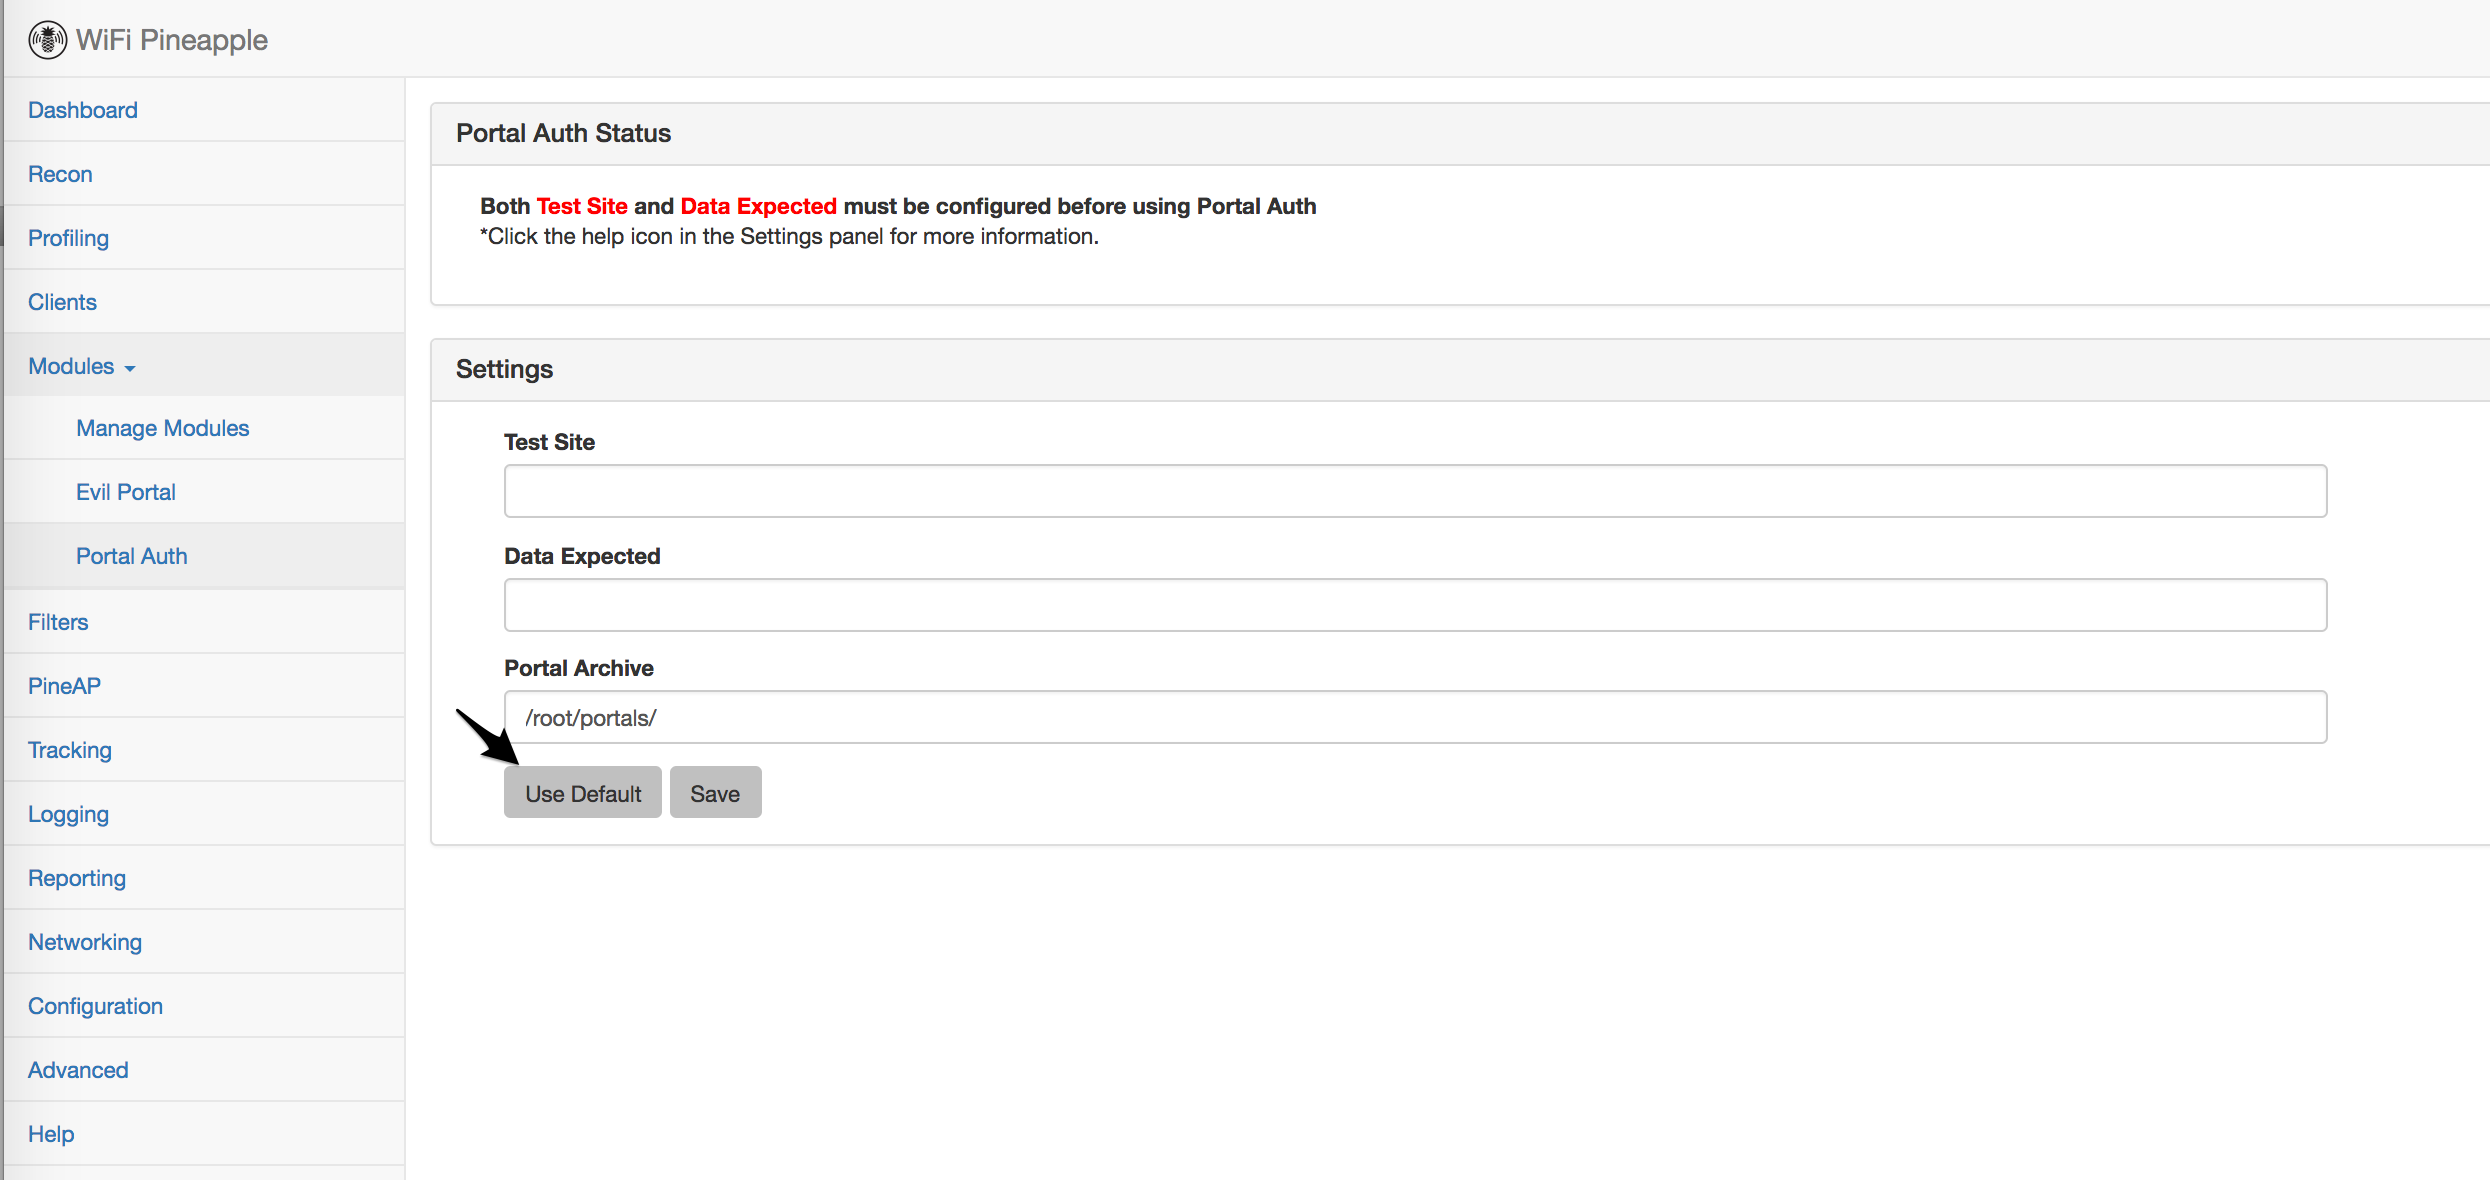 WiFi Pineapple
Dashboard
Recon
Profiling
Clients
Modules
Manage Modules
Evil Portal
Portal Auth
Filters
PineAP
Tracking
Logging
Reporting
Networking
Configuration
Advanced
Help
Portal Auth Status
Both Test Site and Data Expected must be configured before using Portal Auth
*Click the help icon in the Settings panel for more information.
Settings
Test Site
Data Expected
Portal Archive
/root/portals/
Use Default Save